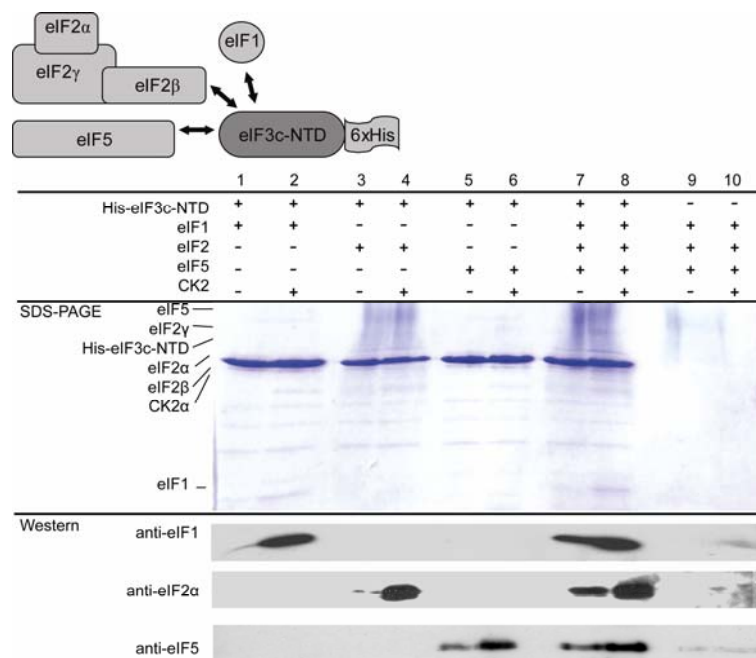 eIF2α
eIF1
eIF2γ
eIF2β
eIF5
eIF3c-NTD
6xHis
1 2 3 4 5 6 7 8 9 10
His-eIF3c-NTD + + + + + + + + - -
eIF1 + + - - - - + + + +
eIF2 - - + + - - + + + +
eIF5 - - - - + + + + + +
CK2 - + - + - + - + - +
SDS-PAGE
eIF5
eIF2γ
His-eIF3c-NTD
eIF2α
eIF2β
CK2α
eIF1
Western
anti-eIF1
anti-eIF2α
anti-eIF5